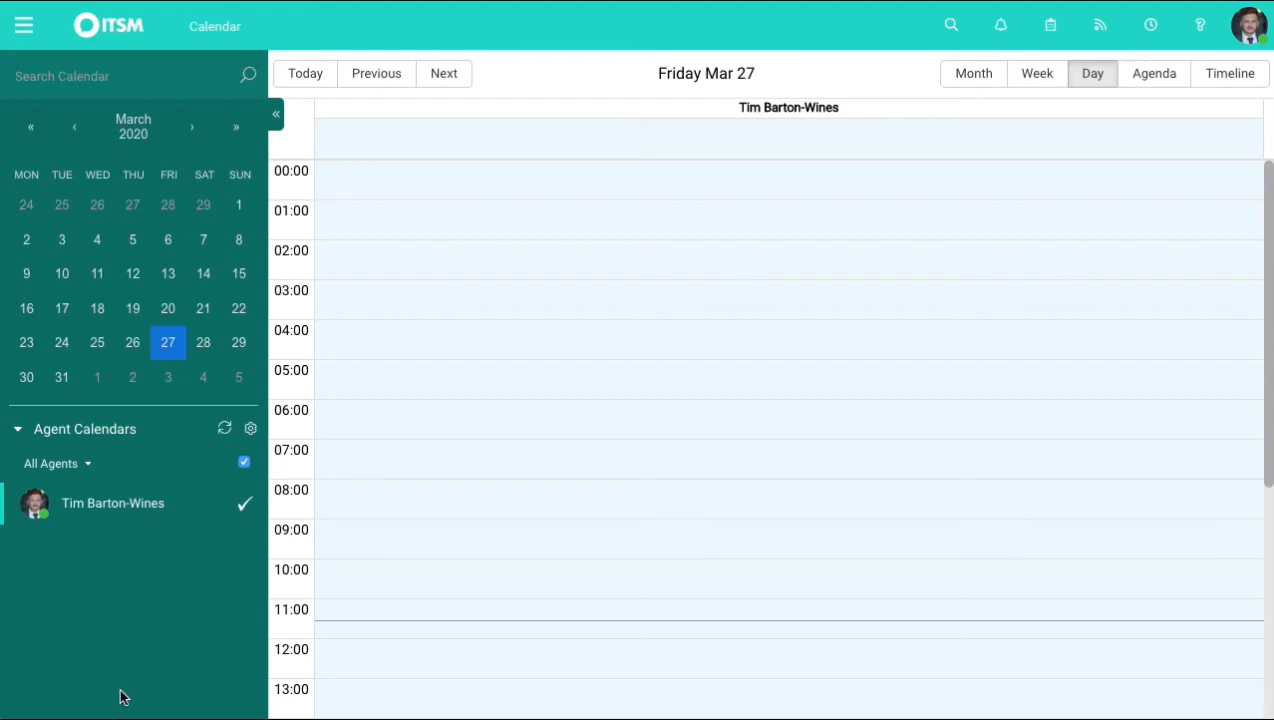 ITSM Calendar
Search Calendar
Today Previous Next Friday Mar 27 Month Week Day Agenda Timeline
« ‹ March 2020 › »
MON TUE WED THU FRI SAT SUN
24 25 26 27 28 29 1
2 3 4 5 6 7 8
9 10 11 12 13 14 15
16 17 18 19 20 21 22
23 24 25 26 27 28 29
30 31 1 2 3 4 5
Agent Calendars
All Agents
Tim Barton-Wines
«
Tim Barton-Wines
00:00
01:00
02:00
03:00
04:00
05:00
06:00
07:00
08:00
09:00
10:00
11:00
12:00
13:00